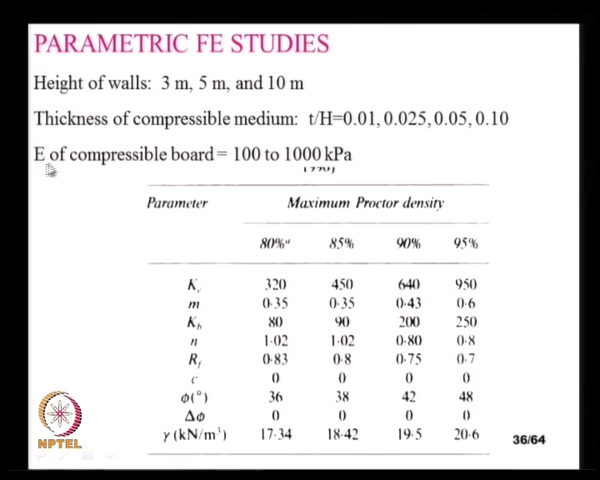 PARAMETRIC FE STUDIES
Height of walls: 3 m, 5 m, and 10 m
Thickness of compressible medium: t/H=0.01, 0.025, 0.05, 0.10
E of compressible board = 100 to 1000 kPa
Parameter Maximum Proctor density
80%ᵃ 85% 90% 95%
K 320 450 640 950
m 0·35 0·35 0·43 0·6
K 80 90 200 250
n 1·02 1·02 0·80 0·8
R 0·83 0·8 0·75 0·7
c 0 0 0 0
ϕ(°) 36 38 42 48
Δϕ 0 0 0 0
γ (kN/m³) 17·34 18·42 19·5 20·6
NPTEL
36/64